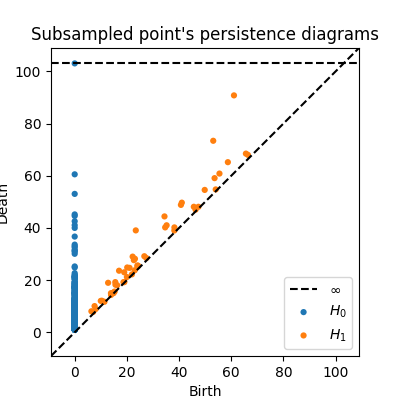 Subsampled point's persistence diagrams
100
80
60
40
20
0
Death
∞
H₀
H₁
0 20 40 60 80 100
Birth